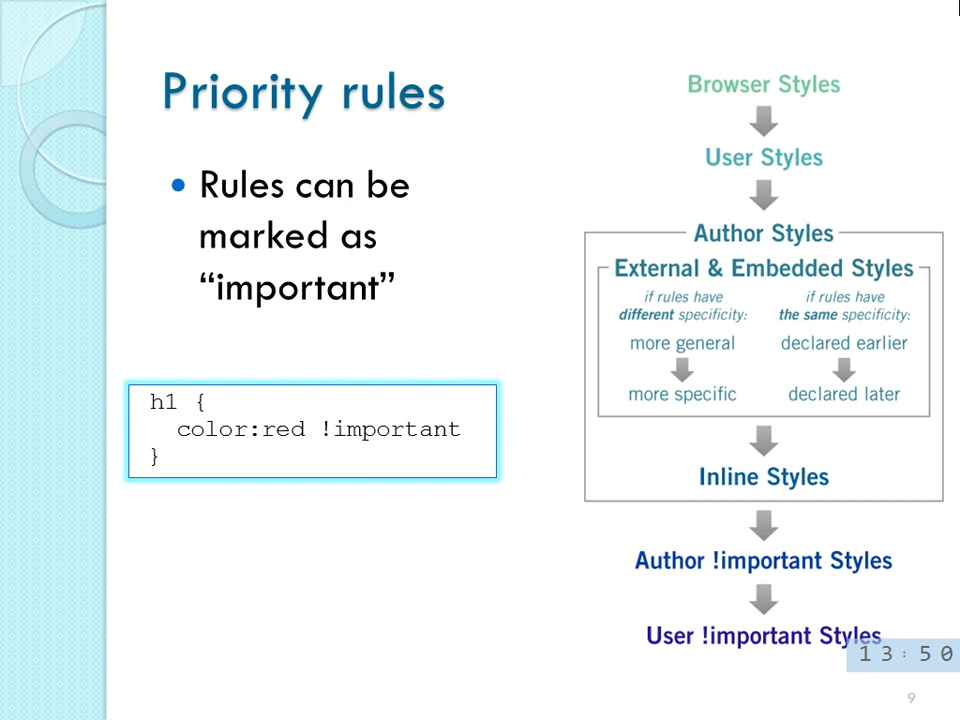 Priority rules
• Rules can be
marked as
“important”
h1 {
color:red !important
}
Browser Styles
User Styles
Author Styles
External & Embedded Styles
if rules have
different specificity:
more general
more specific
if rules have
the same specificity:
declared earlier
declared later
Inline Styles
Author !important Styles
User !important Styles
13:50
9